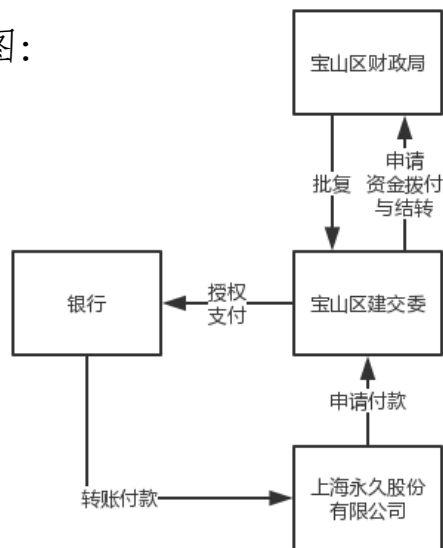 图：
宝山区财政局
批复
申请
资金拨付
与结转
银行
授权
支付
宝山区建交委
申请付款
转账付款
上海永久股份
有限公司